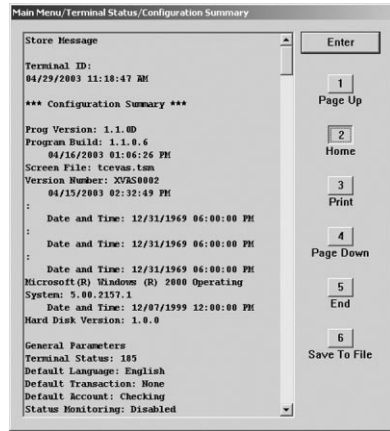 Main Menu/Terminal Status/Configuration Summary
Store Message
Terminal ID:
04/29/2003 11:18:47 AM
*** Configuration Summary ***
Prog Version: 1.1.0D
Program Build: 1.1.0.6
04/16/2003 01:06:26 PM
Screen File: tcevas.tsm
Version Number: XVAS0002
04/15/2003 02:32:49 PM
:
Date and Time: 12/31/1969 06:00:00 PM
:
Date and Time: 12/31/1969 06:00:00 PM
:
Date and Time: 12/31/1969 06:00:00 PM
Microsoft(R) Windows (R) 2000 Operating
System: 5.00.2157.1
Date and Time: 12/07/1999 12:00:00 PM
Hard Disk Version: 1.0.0
General Parameters
Terminal Status: 185
Default Language: English
Default Transaction: None
Default Account: Checking
Status Monitoring: Disabled
Enter
1
Page Up
2
Home
3
Print
4
Page Down
5
End
6
Save To File